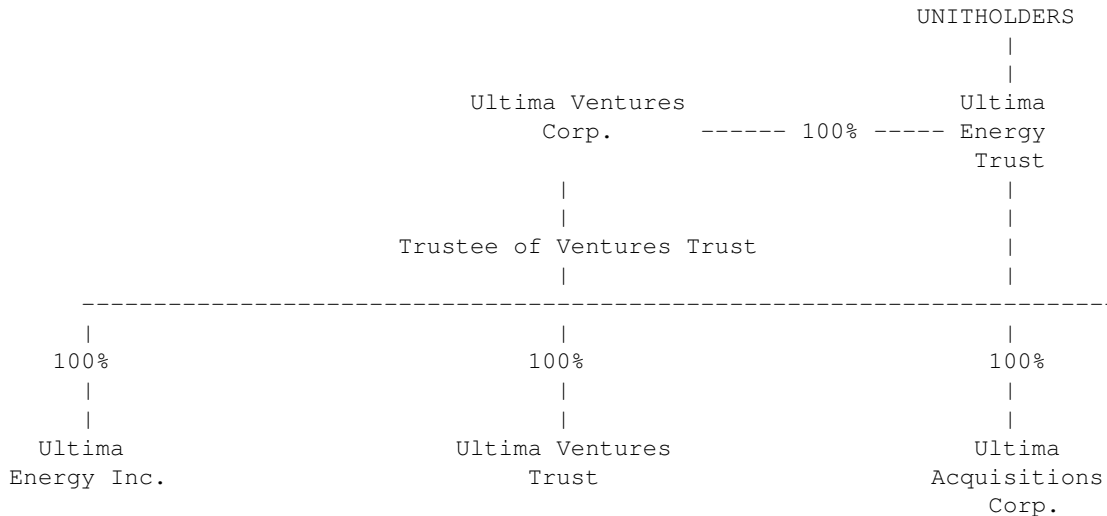 UNITHOLDERS
Ultima Ventures Ultima
Corp. ------ 100% ----- Energy
Trust
Trustee of Ventures Trust
100% 100% 100%
Ultima Ultima Ventures Ultima
Energy Inc. Trust Acquisitions
Corp.